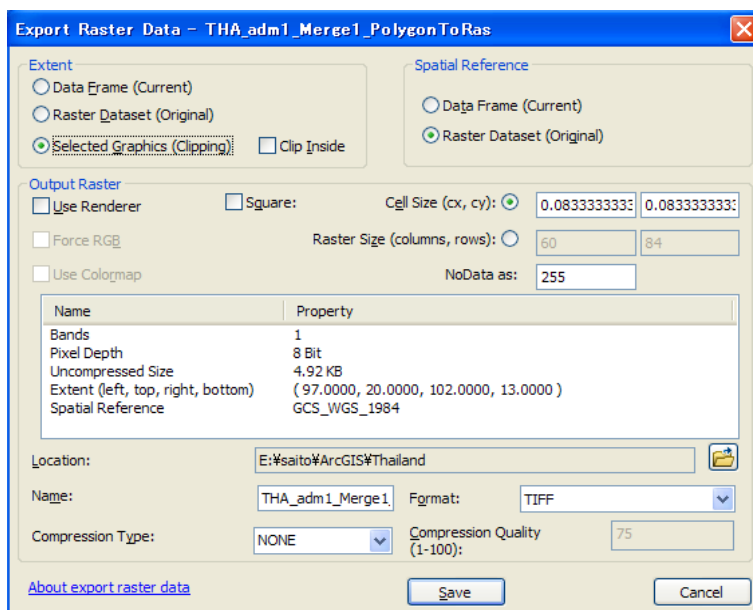 Export Raster Data - THA_adm1_Merge1_PolygonToRas
Extent
Data Frame (Current)
Raster Dataset (Original)
Selected Graphics (Clipping)
Clip Inside
Spatial Reference
Data Frame (Current)
Raster Dataset (Original)
Output Raster
Use Renderer
Square:
Cell Size (cx, cy):
0.0833333333
0.0833333333
Force RGB
Raster Size (columns, rows):
60
84
Use Colormap
NoData as:
255
Name Property
Bands 1
Pixel Depth 8 Bit
Uncompressed Size 4.92 KB
Extent (left, top, right, bottom) ( 97.0000, 20.0000, 102.0000, 13.0000 )
Spatial Reference GCS_WGS_1984
Location:
E:¥saito¥ArcGIS¥Thailand
Name:
THA_adm1_Merge1_
Format:
TIFF
Compression Type:
NONE
Compression Quality
(1-100):
75
About export raster data
Save
Cancel